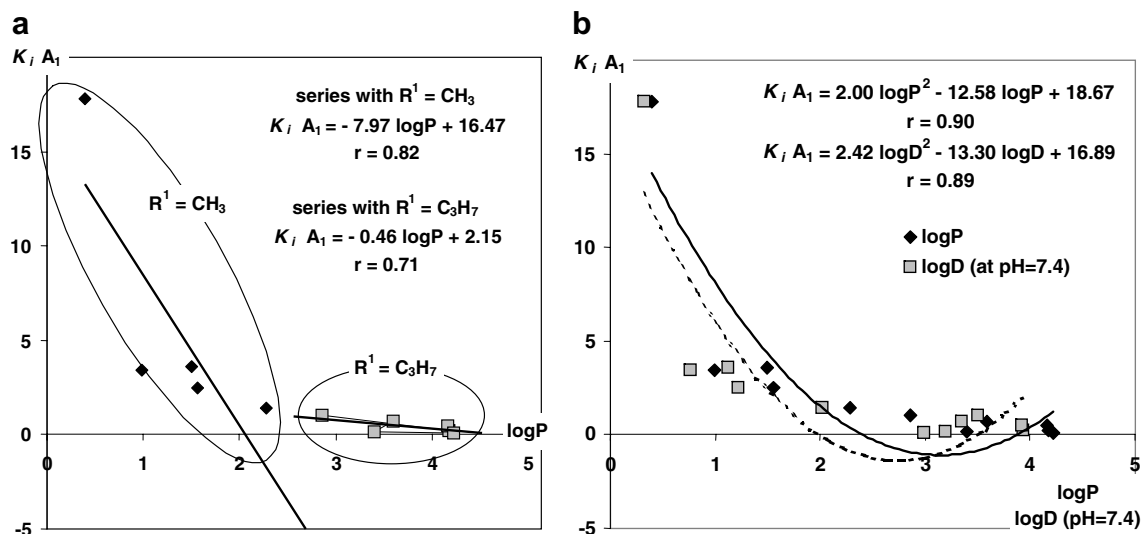 a
K i A1
series with R1 = CH3
K i A1 = - 7.97 logP + 16.47
r = 0.82
R1 = CH3
series with R1 = C3H7
K i A1 = - 0.46 logP + 2.15
r = 0.71
R1 = C3H7
15
10
5
0
-5
0 1 2 3 4 5
logP
b
K i A1
K i A1 = 2.00 logP2 - 12.58 logP + 18.67
r = 0.90
K i A1 = 2.42 logD2 - 13.30 logD + 16.89
r = 0.89
logP
logD (at pH=7.4)
15
10
5
0
-5
0 1 2 3 4 5
logP
logD (pH=7.4)